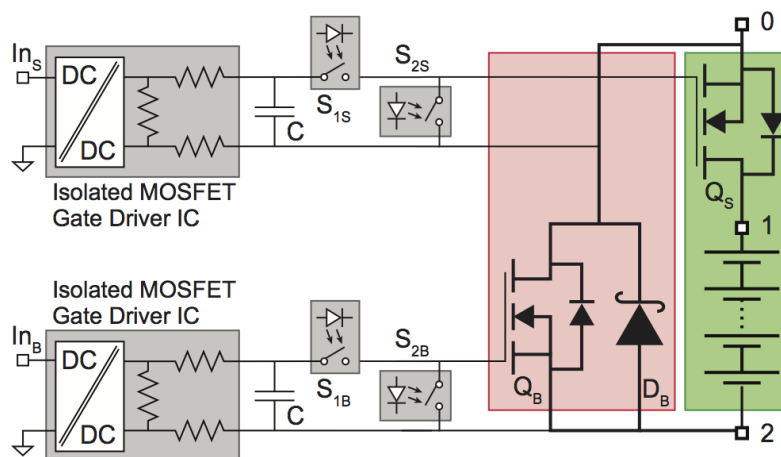 0
In_S
DC
DC
S_1S
S_2S
C
Isolated MOSFET
Gate Driver IC
Q_S
1
Isolated MOSFET
Gate Driver IC
In_B
DC
DC
S_1B
S_2B
C
Q_B
D_B
2